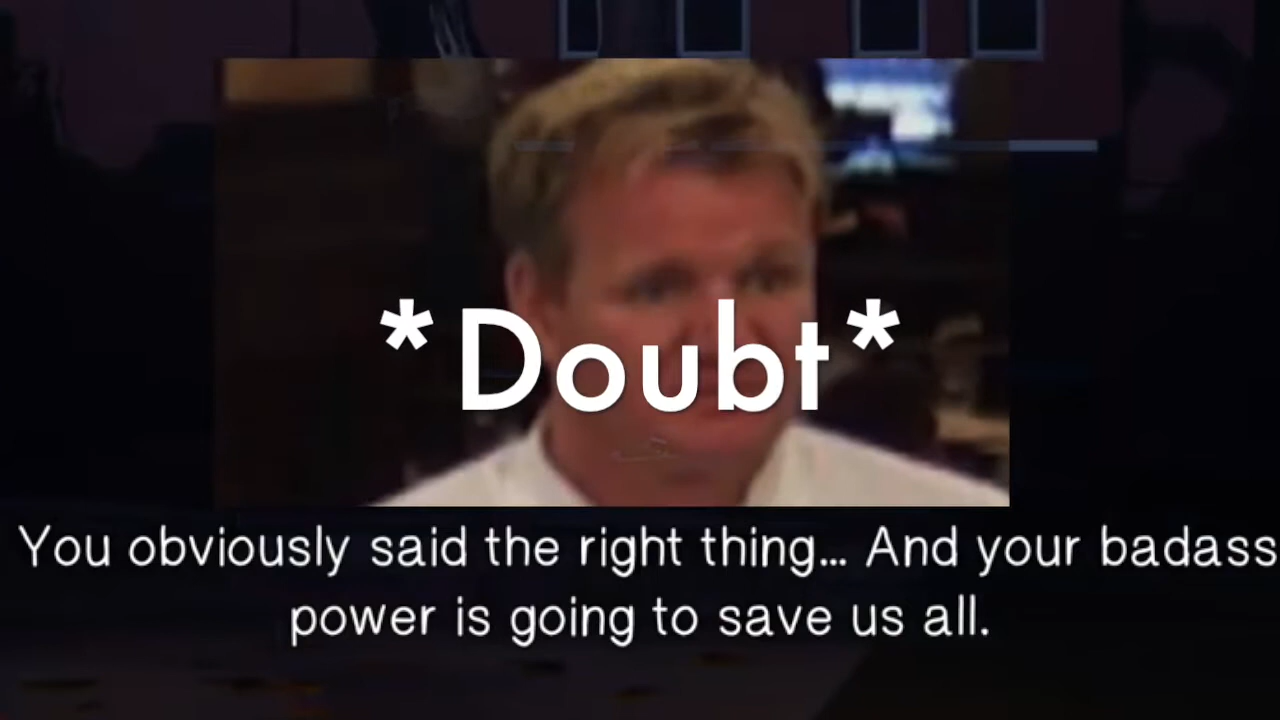 *Doubt*
You obviously said the right thing... And your badass
power is going to save us all.